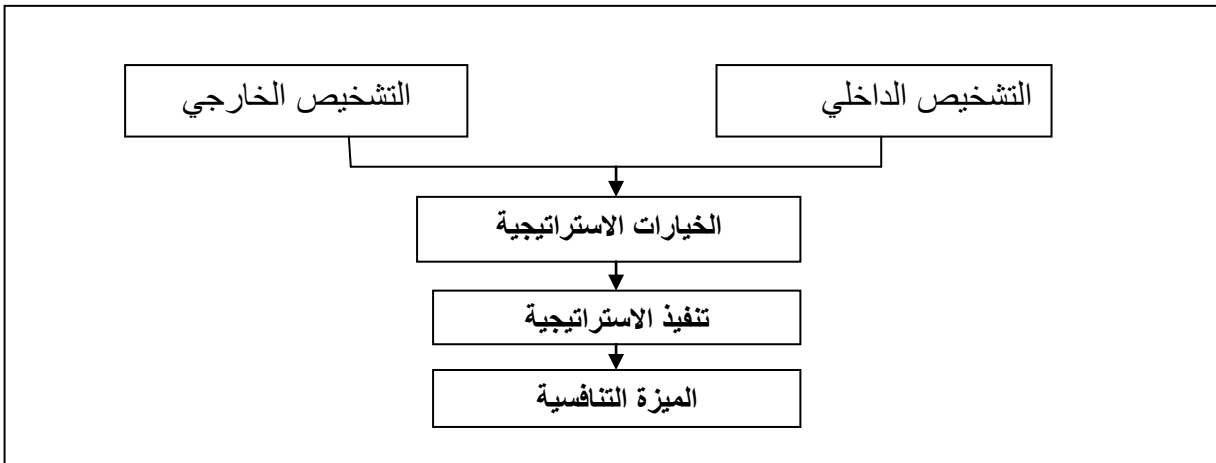 التشخيص الداخلي
التشخيص الخارجي
الخيارات الاستراتيجية
تنفيذ الاستراتيجية
الميزة التنافسية